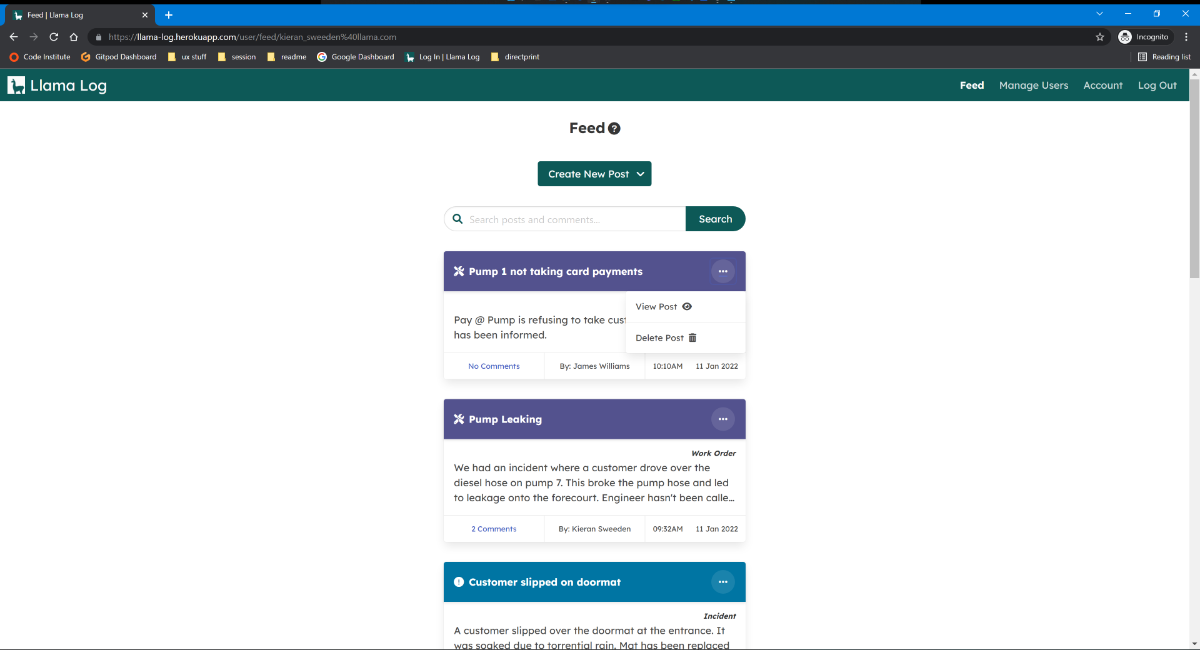 Feed | Llama Log
https://llama-log.herokuapp.com/user/feed/kieran_sweeden%40llama.com
Incognito
Code Institute
Gitpod Dashboard
ux stuff
session
readme
Google Dashboard
Log In | Llama Log
directprint
Reading list
Llama Log
Feed
Manage Users
Account
Log Out
Feed
Create New Post
Search posts and comments...
Search
Pump 1 not taking card payments
View Post
Delete Post
Pay @ Pump is refusing to take
has been informed.
No Comments
By: James Williams
10:10AM
11 Jan 2022
Pump Leaking
Work Order
We had an incident where a customer drove over the
diesel hose on pump 7. This broke the pump hose and led
to leakage onto the forecourt. Engineer hasn't been calle...
2 Comments
By: Kieran Sweeden
09:32AM
11 Jan 2022
Customer slipped on doormat
Incident
A customer slipped over the doormat at the entrance. It
was soaked due to torrential rain. Mat has been replaced